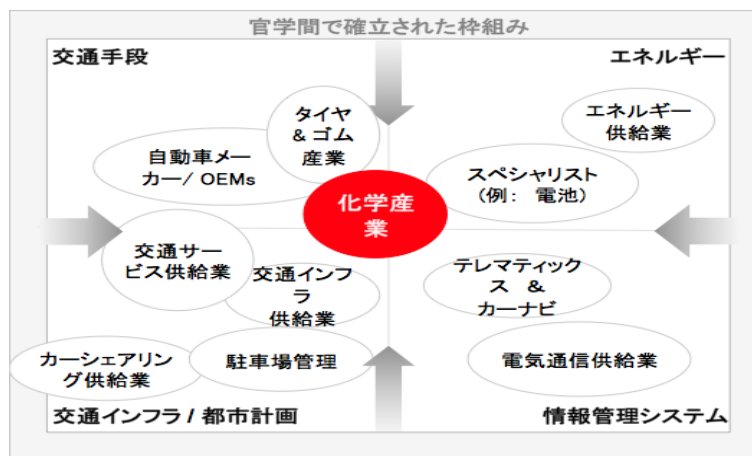 官学間で確立された枠組み
交通手段
エネルギー
タイヤ
& ゴム
産業
エネルギー
供給業
自動車メー
カー/ OEMs
スペシャリスト
(例： 電池)
化学産
業
交通サー
ビス供給業
交通インフ
ラ
供給業
テレマティック
ス &
カーナビ
カーシェアリン
グ供給業
駐車場管理
電気通信供給業
交通インフラ / 都市計画
情報管理システム